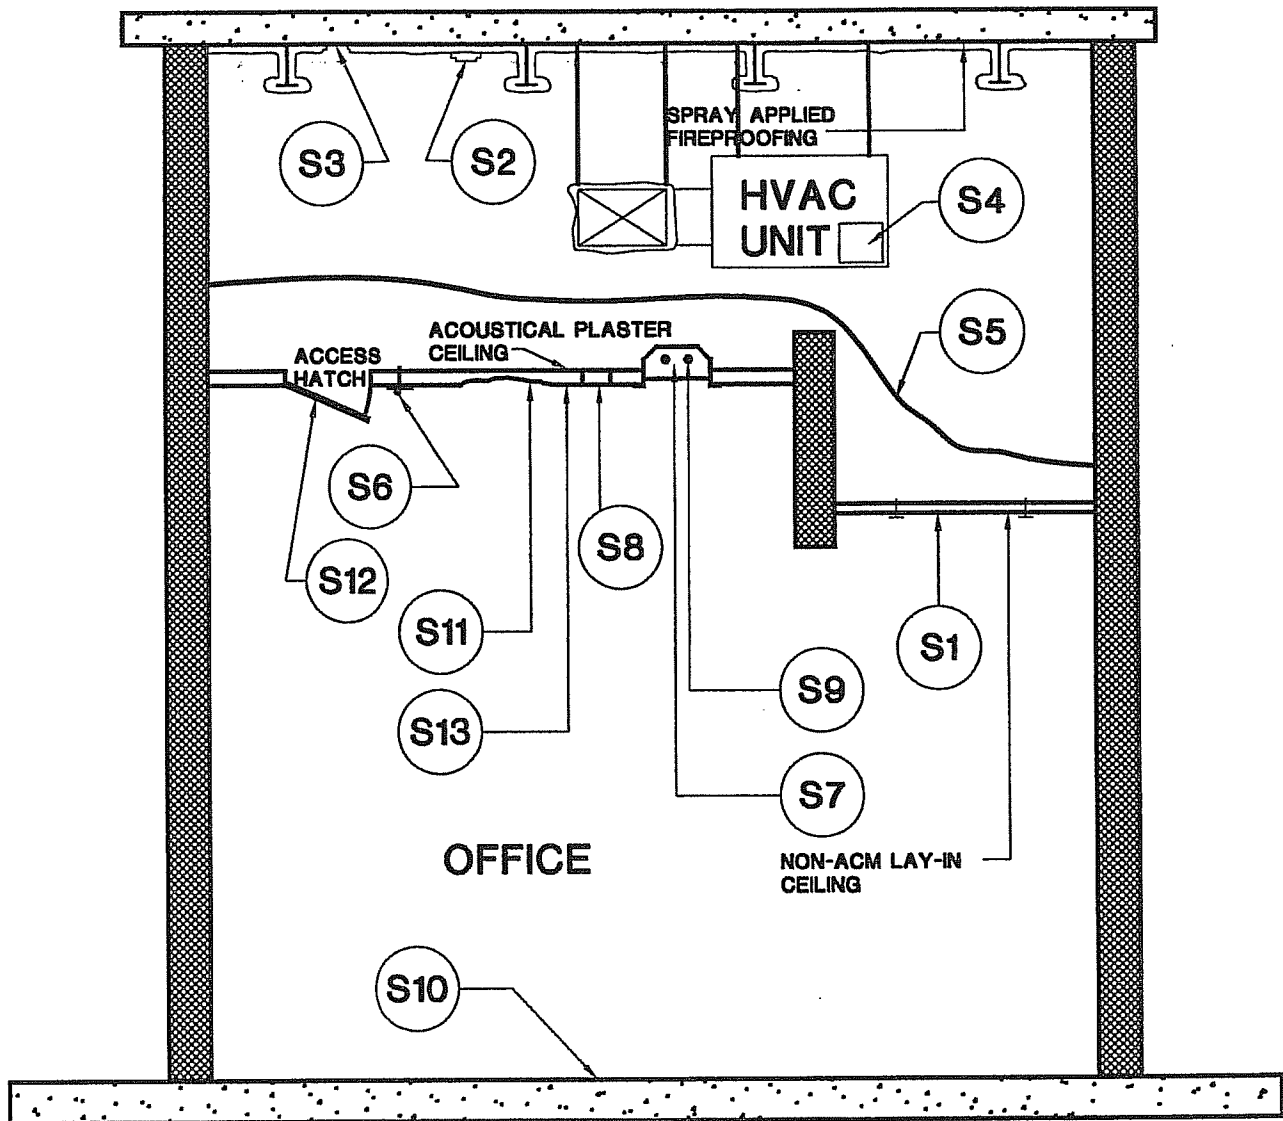 S3
S2
SPRAY APPLIED
FIREPROOFING
HVAC
UNIT
S4
S5
ACOUSTICAL PLASTER
CEILING
ACCESS
HATCH
S6
S8
S12
S11
S1
S9
S13
S7
OFFICE
NON-ACM LAY-IN
CEILING
S10